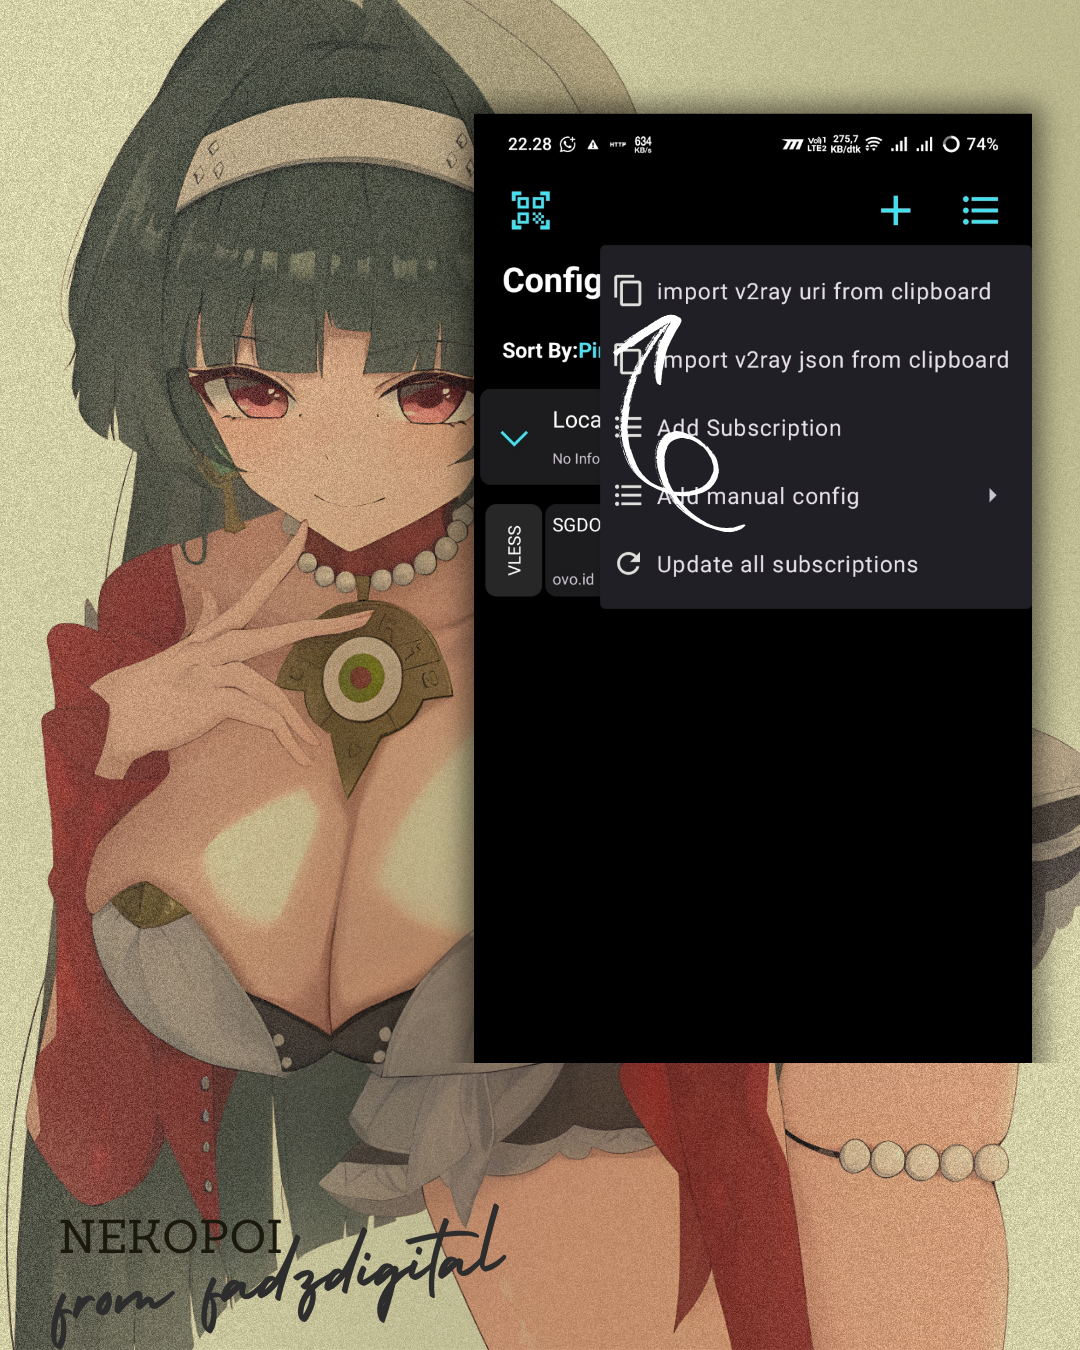 22.28 HTTP 634 KB/s Vo) 1 LTE2 275,7 KB/dtk 74%
Config
import v2ray uri from clipboard
Sort By:Pin
import v2ray json from clipboard
Loca
Add Subscription
No Info
Add manual config
VLESS
SGDO
ovo.id
Update all subscriptions
NEKOPOI
from fadzdigital